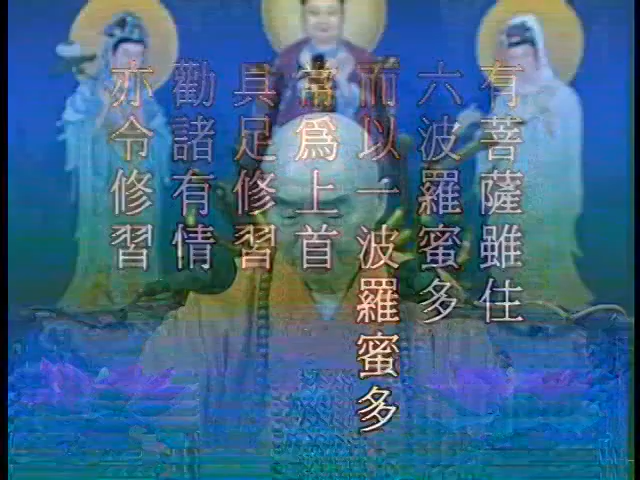 有菩薩雖住
六波羅蜜多
而以一波羅蜜多
常為上首
具足修習
勸諸有情
亦令修習